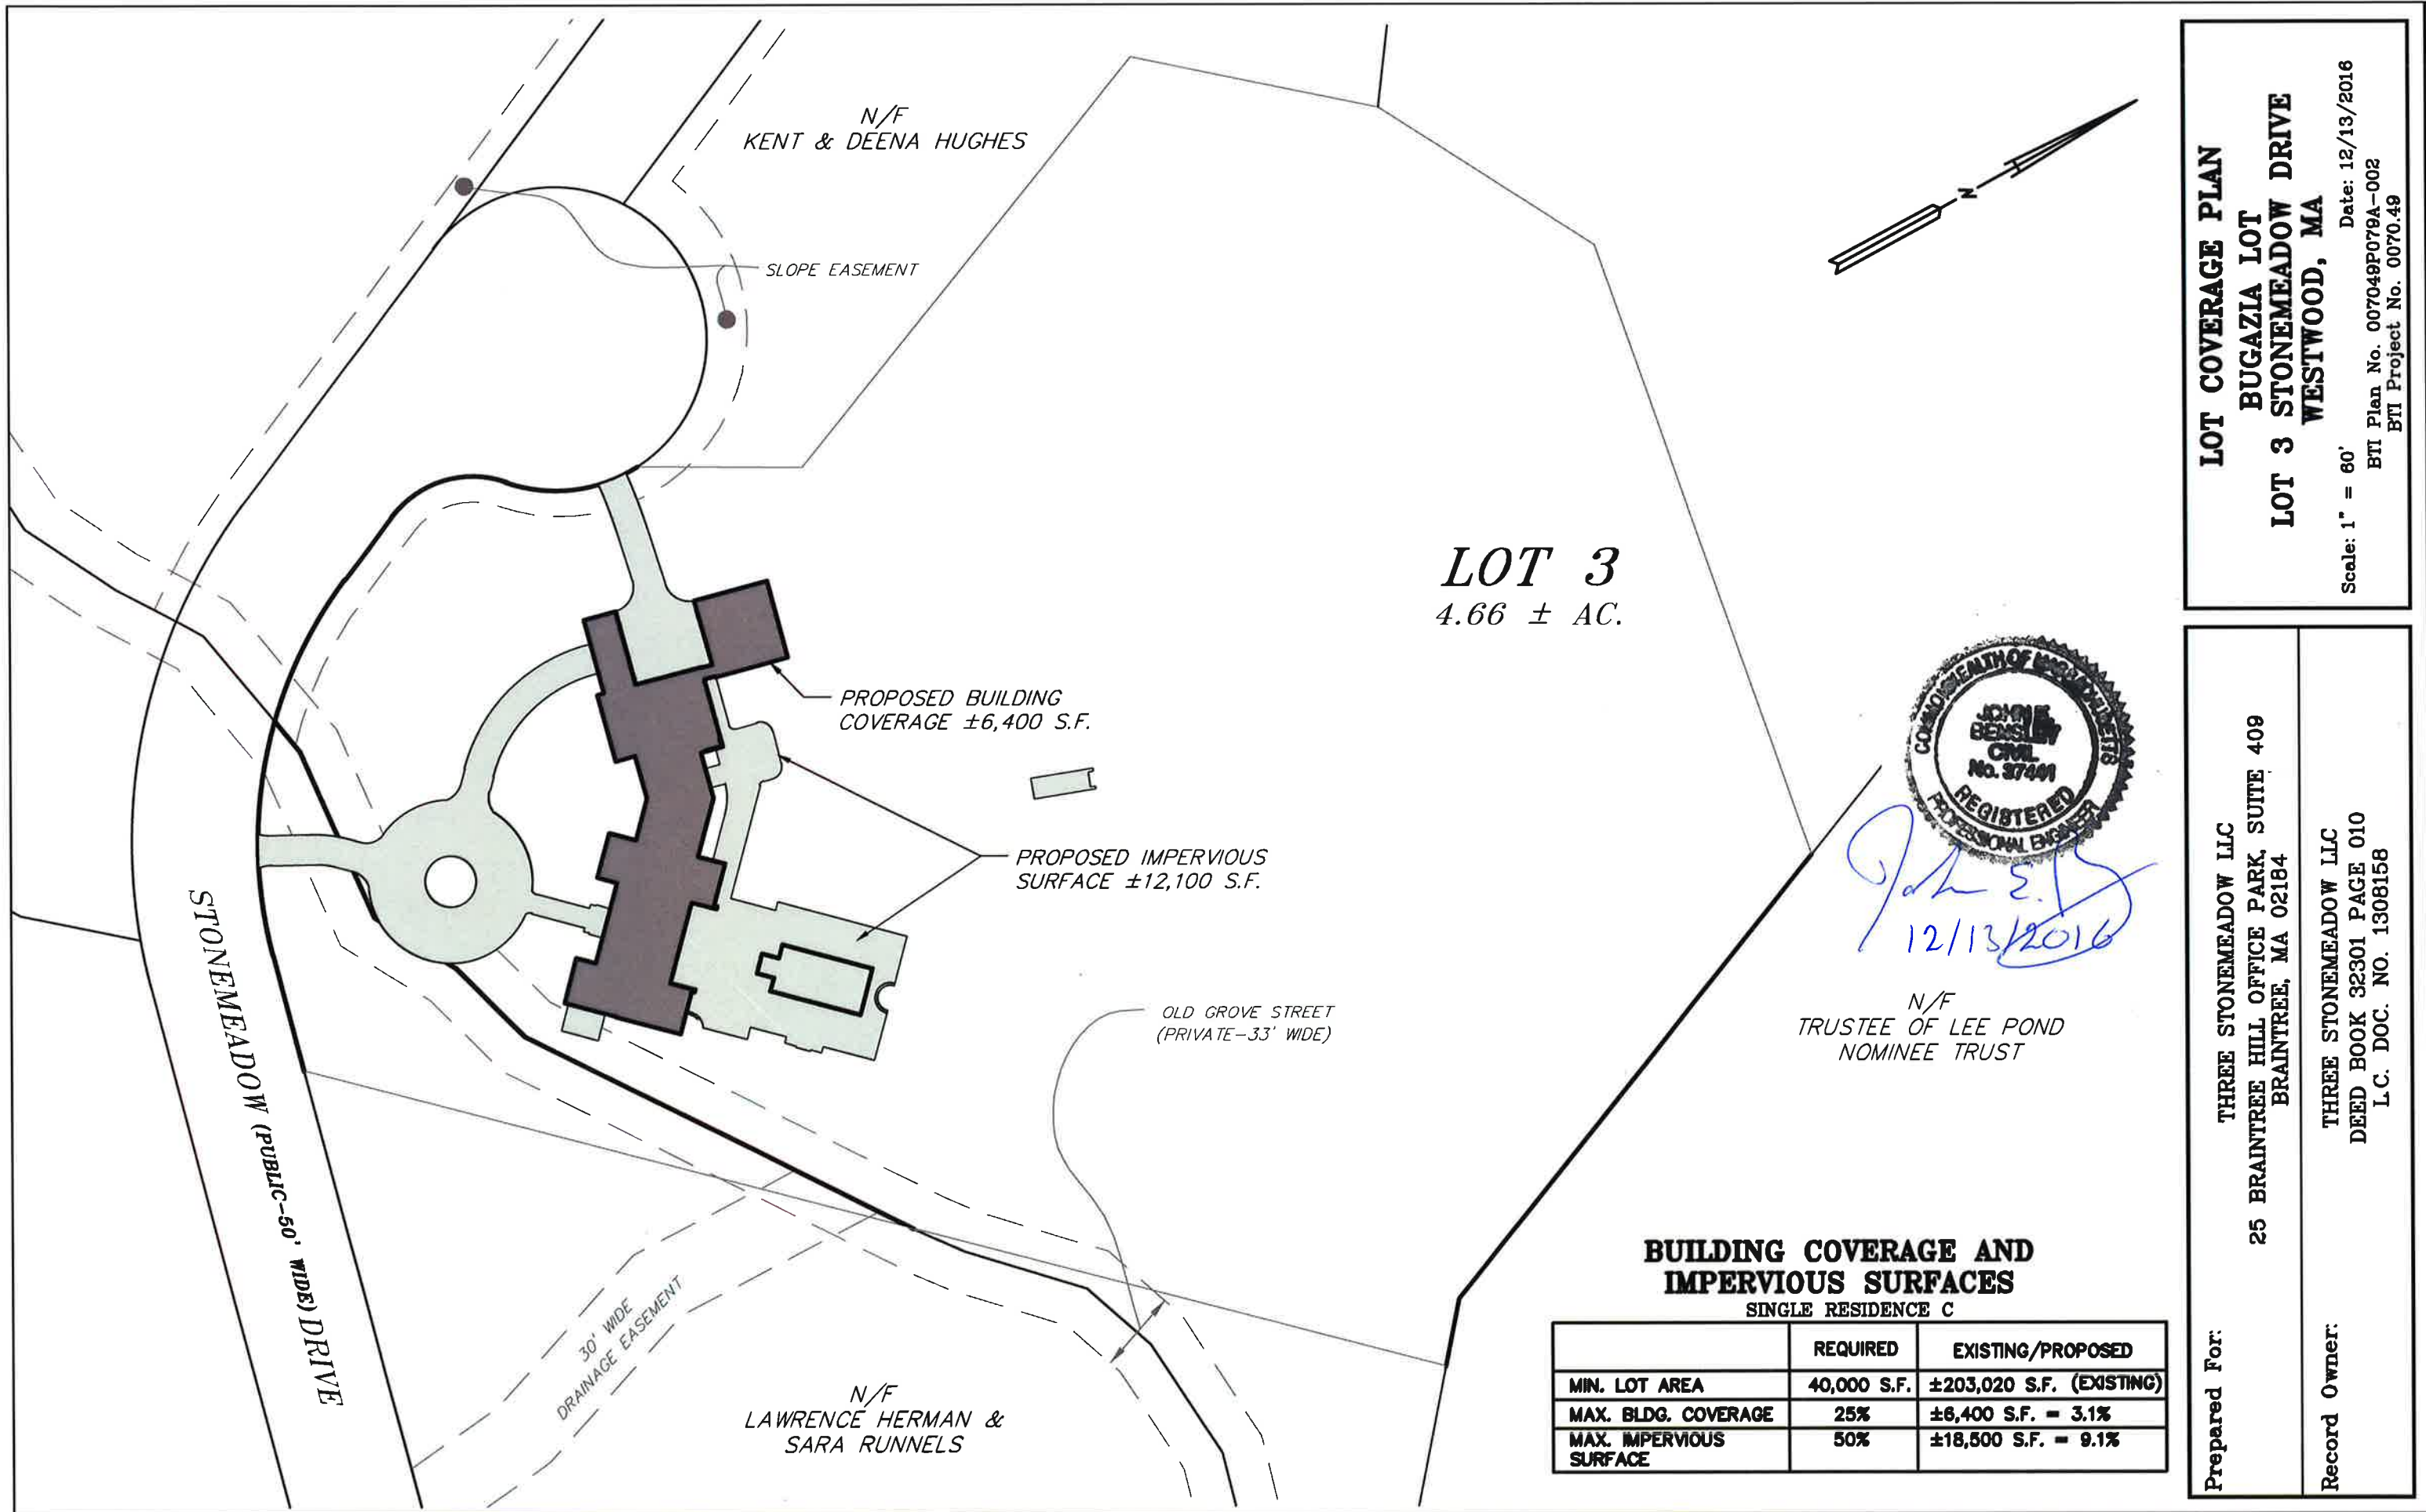 N/F
KENT & DEENA HUGHES
SLOPE EASEMENT
N
LOT 3
4.66 ± AC.
PROPOSED BUILDING
COVERAGE ±6,400 S.F.
PROPOSED IMPERVIOUS
SURFACE ±12,100 S.F.
OLD GROVE STREET
(PRIVATE-33' WIDE)
STONEMEADOW (PUBLIC-50' WIDE) DRIVE
30' WIDE
DRAINAGE EASEMENT
N/F
LAWRENCE HERMAN &
SARA RUNNELS
COMMONWEALTH OF MASSACHUSETTS
JOHN E.
BENSLEY
CIVIL
No. 37441
REGISTERED
PROFESSIONAL ENGINEER
12/13/2016
N/F
TRUSTEE OF LEE POND
NOMINEE TRUST
BUILDING COVERAGE AND
IMPERVIOUS SURFACES
SINGLE RESIDENCE C
REQUIRED EXISTING/PROPOSED
MIN. LOT AREA 40,000 S.F. ±203,020 S.F. (EXISTING)
MAX. BLDG. COVERAGE 25% ±6,400 S.F. = 3.1%
MAX. IMPERVIOUS 50% ±18,500 S.F. = 9.1%
SURFACE
LOT COVERAGE PLAN
BUGAZIA LOT
LOT 3 STONEMEADOW DRIVE
WESTWOOD, MA
Scale: 1" = 60' Date: 12/13/2016
BTI Plan No. 007049P079A-002
BTI Project No. 0070.49
Prepared For: THREE STONEMEADOW LLC
25 BRAINTREE HILL OFFICE PARK, SUITE 409
BRAINTREE, MA 02184
Record Owner: THREE STONEMEADOW LLC
DEED BOOK 32301 PAGE 010
L.C. DOC. NO. 1308158